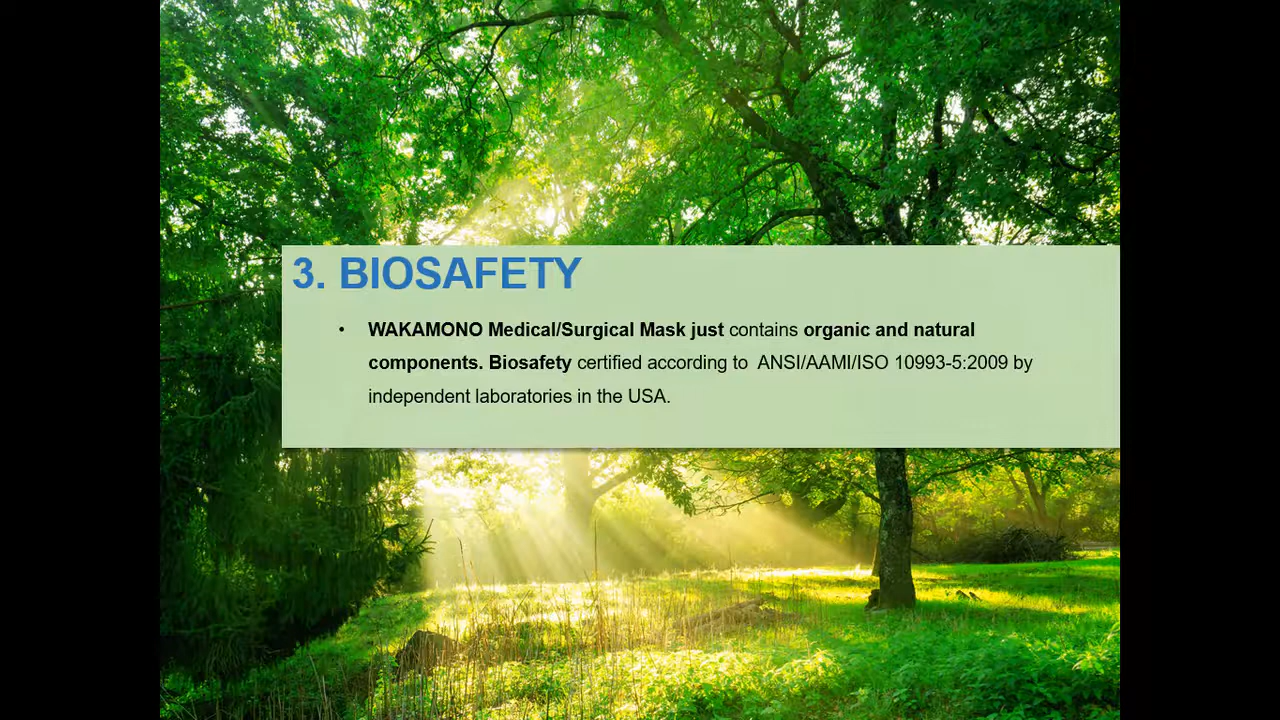 3. BIOSAFETY
• WAKAMONO Medical/Surgical Mask just contains organic and natural
components. Biosafety certified according to  ANSI/AAMI/ISO 10993-5:2009 by
independent laboratories in the USA.